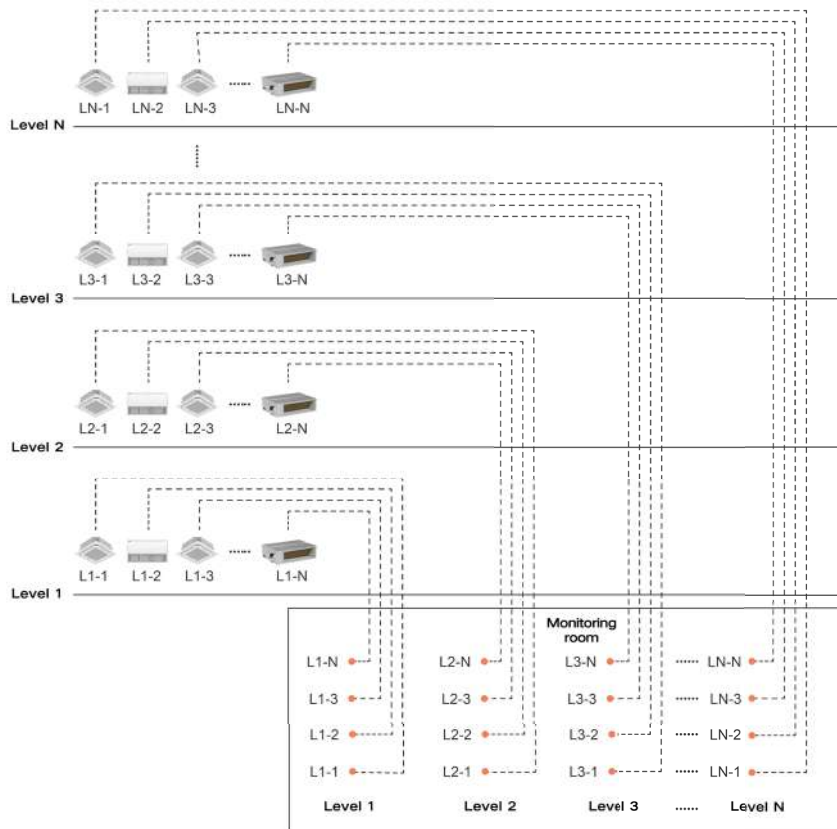 LN-1 LN-2 LN-3 ...... LN-N
Level N
L3-1 L3-2 L3-3 ...... L3-N
Level 3
L2-1 L2-2 L2-3 ...... L2-N
Level 2
L1-1 L1-2 L1-3 ...... L1-N
Level 1
Monitoring
room
L1-N L2-N L3-N ...... LN-N
L1-3 L2-3 L3-3 ...... LN-3
L1-2 L2-2 L3-2 ...... LN-2
L1-1 L2-1 L3-1 ...... LN-1
Level 1 Level 2 Level 3 ...... Level N